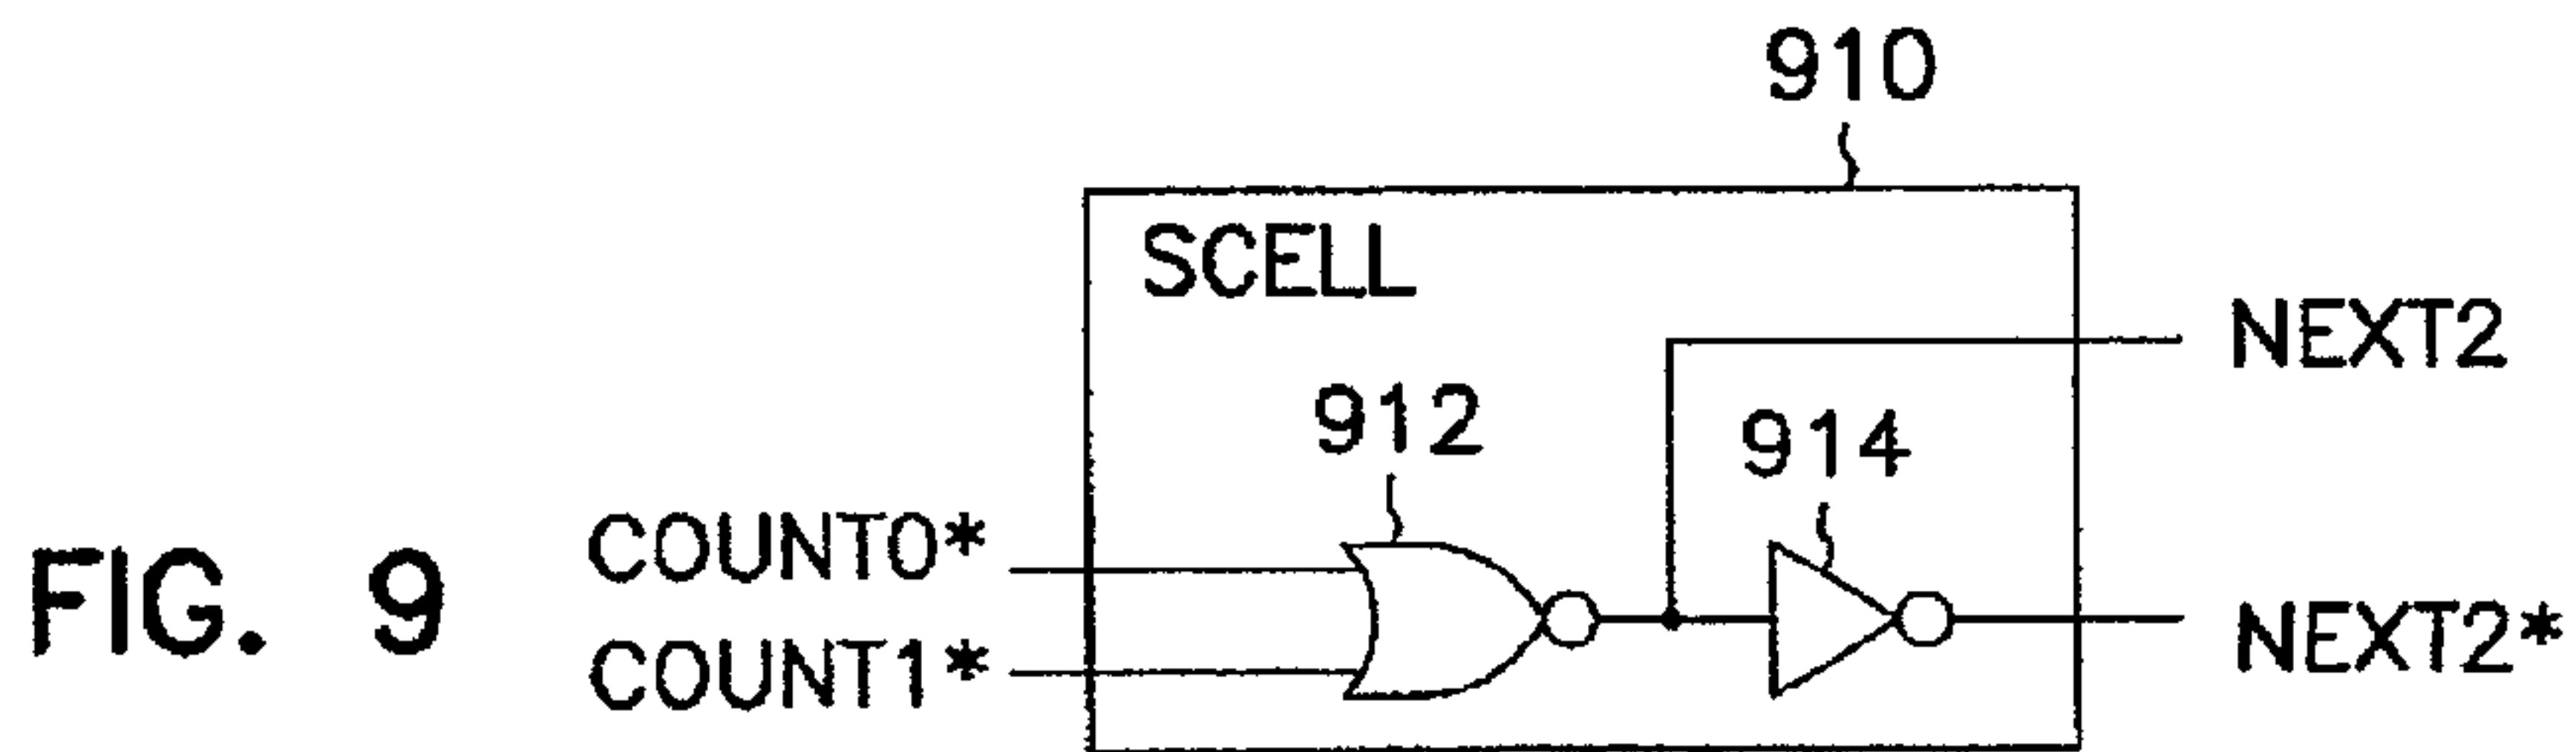 910
SCELL
NEXT2
912
914
COUNT0*
FIG. 9
COUNT1*
NEXT2*